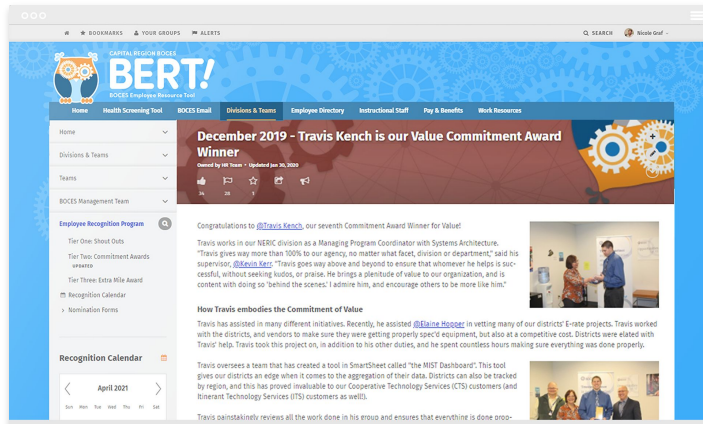 BOOKMARKS YOUR GROUPS ALERTS
SEARCH Nicole Graf
CAPITAL REGION BOCES
BERT!
BOCES Employee Resource Tool
Home Health Screening Tool BOCES Email Divisions & Teams Employee Directory Instructional Staff Pay & Benefits Work Resources
Home
Divisions & Teams
Teams
BOCES Management Team
Employee Recognition Program
Tier One: Shout Outs
Tier Two: Commitment Awards
UPDATED
Tier Three: Extra Mile Award
Recognition Calendar
Nomination Forms
Recognition Calendar
April 2021
Sun Mon Tue Wed Thu Fri Sat
December 2019 - Travis Kench is our Value Commitment Award
Winner
Owned by HR Team • Updated Jan 30, 2020
34 28 1
Congratulations to @Travis Kench, our seventh Commitment Award Winner for Value!
Travis works in our NERIC division as a Managing Program Coordinator with Systems Architecture.
"Travis gives way more than 100% to our agency, no matter what facet, division or department," said his
supervisor, @Kevin Kerr. "Travis goes way above and beyond to ensure that whomever he helps is suc-
cessful, without seeking kudos, or praise. He brings a plenitude of value to our organization, and is
content with doing so 'behind the scenes.' I admire him, and encourage others to be more like him."
How Travis embodies the Commitment of Value
Travis has assisted in many different initiatives. Recently, he assisted @Elaine Hopper in vetting many of our districts' E-rate projects. Travis worked
with the districts, and vendors to make sure they were getting properly spec'd equipment, but also at a competitive cost. Districts were elated with
Travis' help. Travis took this project on, in addition to his other duties, and he spent countless hours making sure everything was done properly.
Travis oversees a team that has created a tool in SmartSheet called "the MIST Dashboard". This tool
gives our districts an edge when it comes to the aggregation of their data. Districts can also be tracked
by region, and this has proved invaluable to our Cooperative Technology Services (CTS) customers (and
Itinerant Technology Services (ITS) customers as well!).
Travis painstakingly reviews all the work done in his group and ensures that everything is done prop-